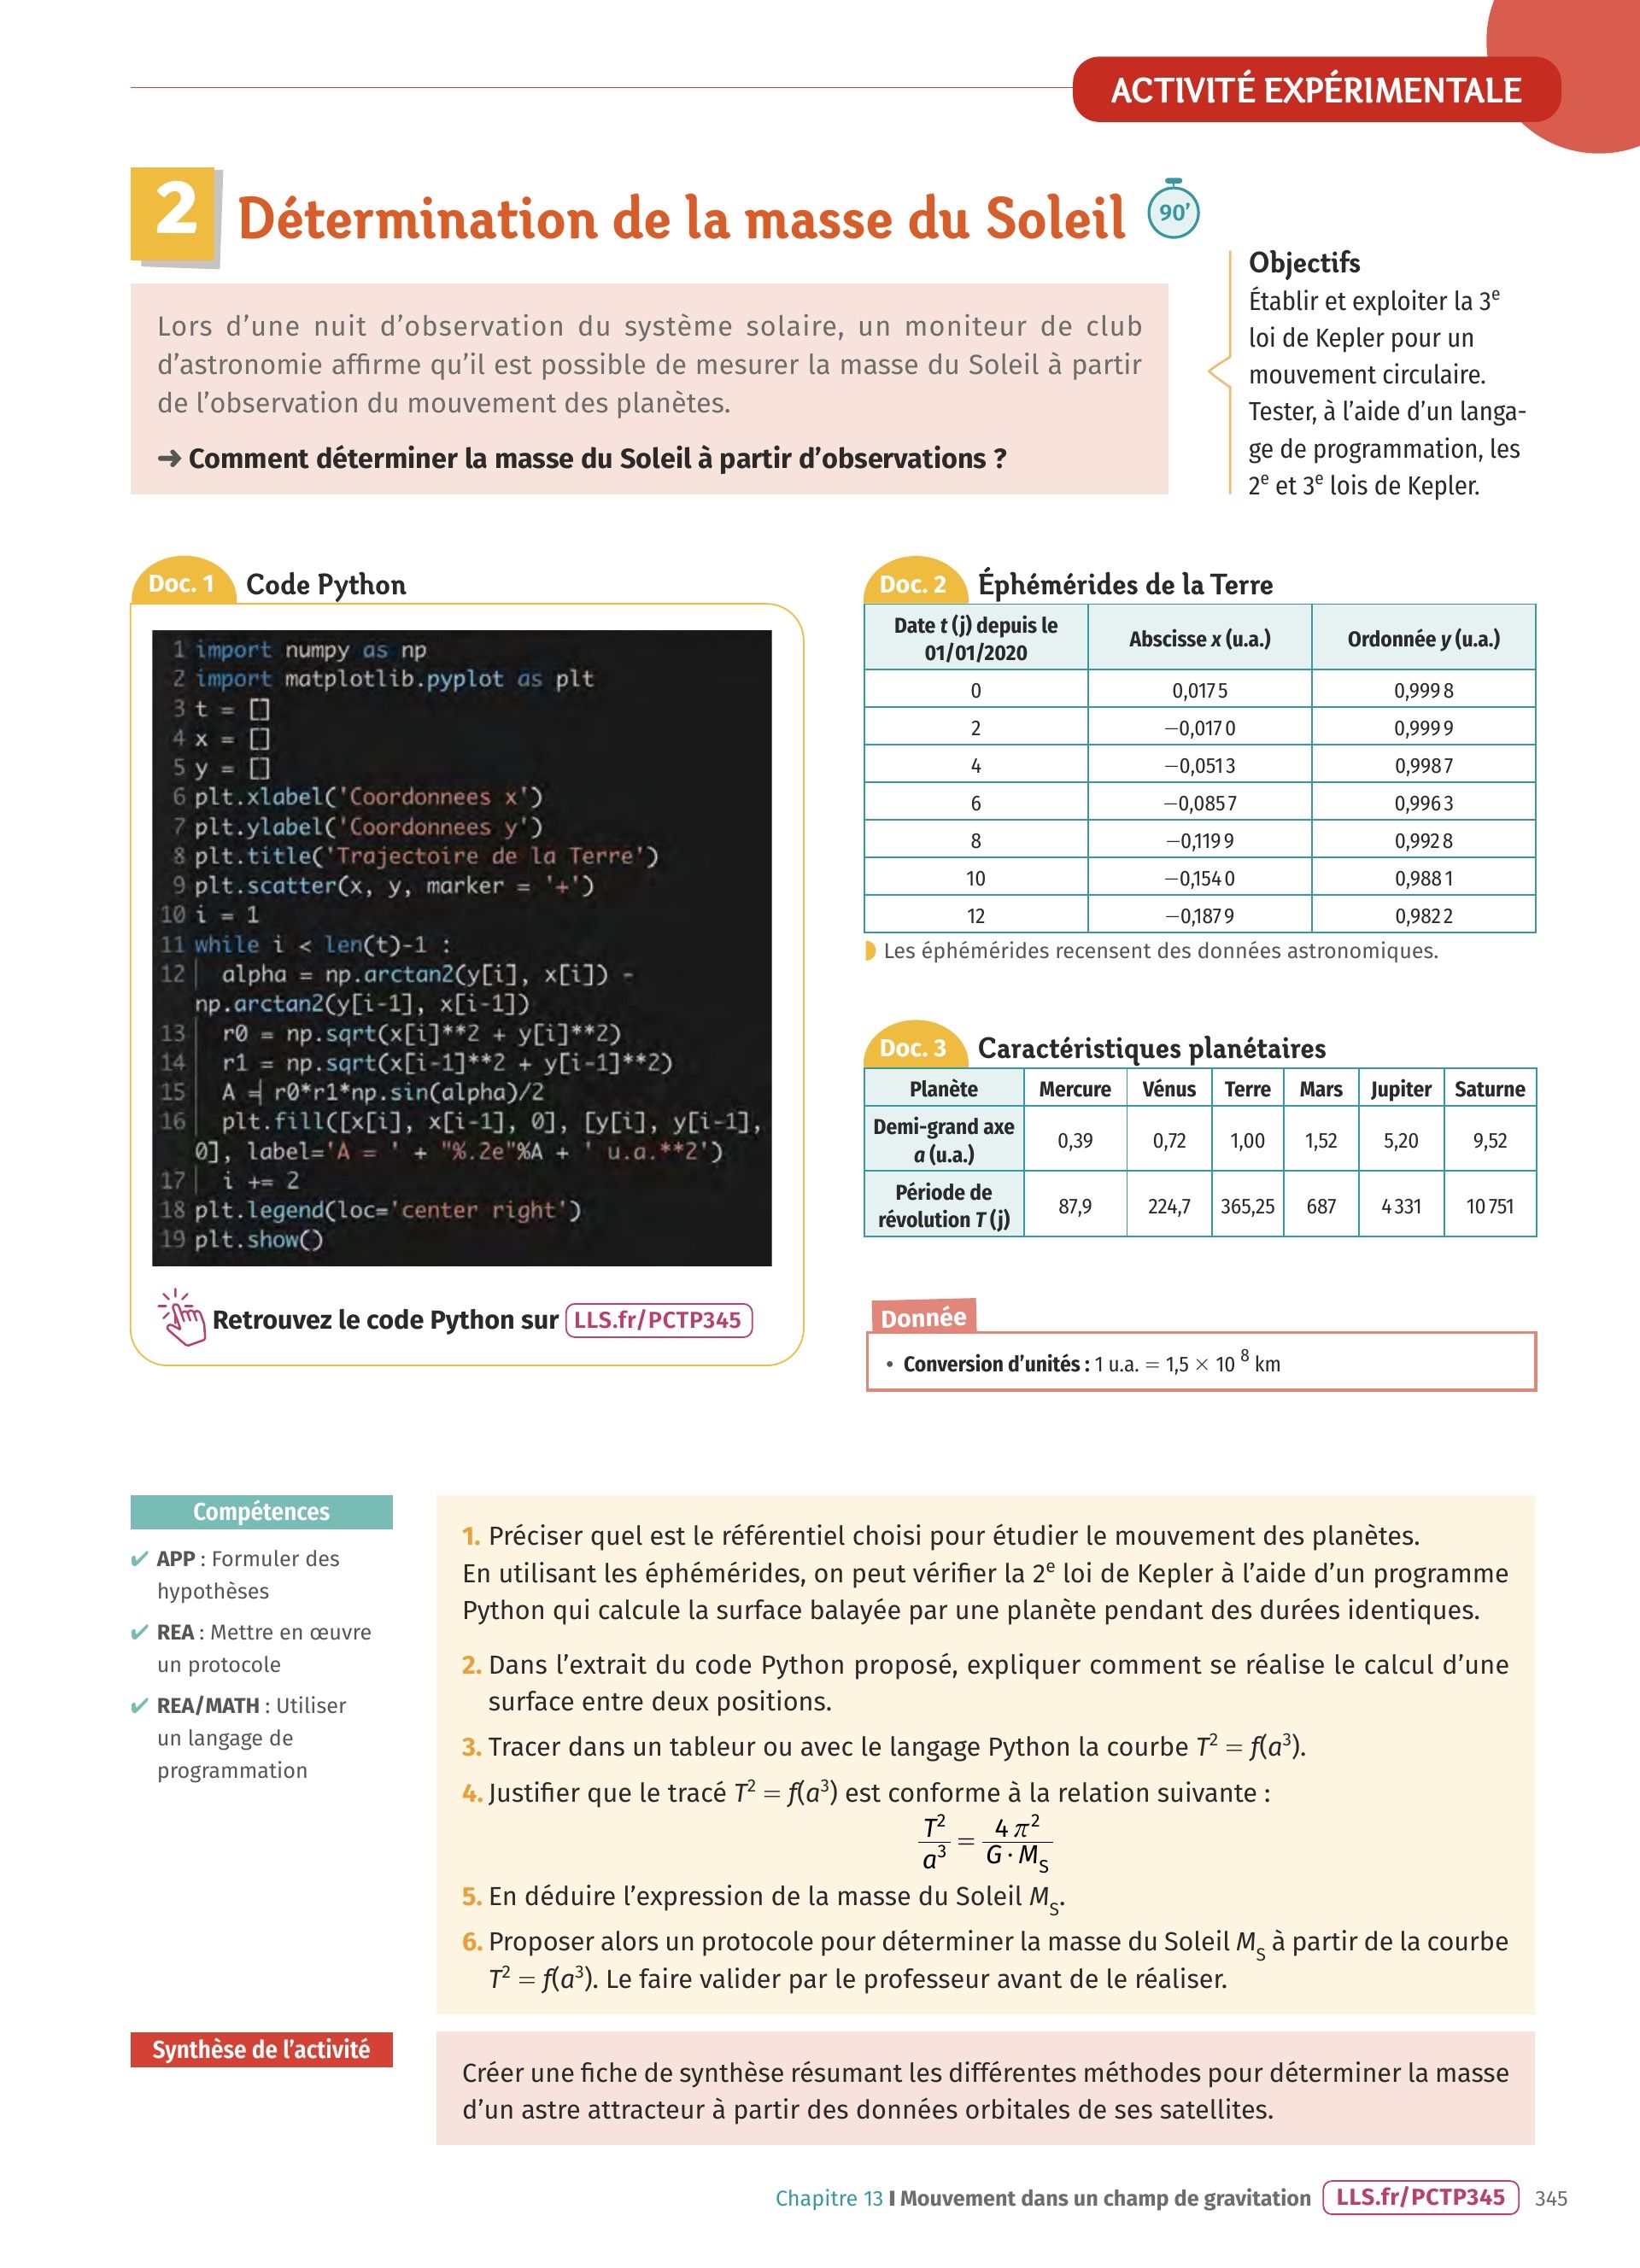 ACTIVITÉ EXPÉRIMENTALE
2 Détermination de la masse du Soleil 90’
Lors d’une nuit d’observation du système solaire, un moniteur de club
d’astronomie affirme qu’il est possible de mesurer la masse du Soleil à partir
de l’observation du mouvement des planètes.
➜ Comment déterminer la masse du Soleil à partir d’observations ?
Objectifs
Établir et exploiter la 3e
loi de Kepler pour un
mouvement circulaire.
Tester, à l’aide d’un langa-
ge de programmation, les
2e et 3e lois de Kepler.
Doc. 1 Code Python
1 import numpy as np
2 import matplotlib.pyplot as plt
3 t = []
4 x = []
5 y = []
6 plt.xlabel('Coordonnees x')
7 plt.ylabel('Coordonnees y')
8 plt.title('Trajectoire de la Terre')
9 plt.scatter(x, y, marker = '+')
10 i = 1
11 while i < len(t)-1 :
12 alpha = np.arctan2(y[i], x[i]) -
np.arctan2(y[i-1], x[i-1])
13 r0 = np.sqrt(x[i]**2 + y[i]**2)
14 r1 = np.sqrt(x[i-1]**2 + y[i-1]**2)
15 A = r0*r1*np.sin(alpha)/2
16 plt.fill([x[i], x[i-1], 0], [y[i], y[i-1],
0], label='A = ' + "%.2e"%A + ' u.a.**2')
17 i += 2
18 plt.legend(loc='center right')
19 plt.show()
Retrouvez le code Python sur LLS.fr/PCTP345
Doc. 2 Éphémérides de la Terre
Date t (j) depuis le
01/01/2020 Abscisse x (u.a.) Ordonnée y (u.a.)
0 0,0175 0,9998
2 −0,0170 0,9999
4 −0,0513 0,9987
6 −0,0857 0,9963
8 −0,1199 0,9928
10 −0,1540 0,9881
12 −0,1879 0,9822
Les éphémérides recensent des données astronomiques.
Doc. 3 Caractéristiques planétaires
Planète Mercure Vénus Terre Mars Jupiter Saturne
Demi-grand axe
a (u.a.) 0,39 0,72 1,00 1,52 5,20 9,52
Période de
révolution T (j) 87,9 224,7 365,25 687 4 331 10 751
Donnée
• Conversion d’unités : 1 u.a. = 1,5 × 10 8 km
Compétences
✔ APP : Formuler des
hypothèses
✔ REA : Mettre en œuvre
un protocole
✔ REA/MATH : Utiliser
un langage de
programmation
1. Préciser quel est le référentiel choisi pour étudier le mouvement des planètes.
En utilisant les éphémérides, on peut vérifier la 2e loi de Kepler à l’aide d’un programme
Python qui calcule la surface balayée par une planète pendant des durées identiques.
2. Dans l’extrait du code Python proposé, expliquer comment se réalise le calcul d’une
surface entre deux positions.
3. Tracer dans un tableur ou avec le langage Python la courbe T² = f(a³).
4. Justifier que le tracé T² = f(a³) est conforme à la relation suivante :
T²/a³ = 4 π²/G · MS
5. En déduire l’expression de la masse du Soleil MS.
6. Proposer alors un protocole pour déterminer la masse du Soleil MS à partir de la courbe
T² = f(a³). Le faire valider par le professeur avant de le réaliser.
Synthèse de l’activité
Créer une fiche de synthèse résumant les différentes méthodes pour déterminer la masse
d’un astre attracteur à partir des données orbitales de ses satellites.
Chapitre 13 I Mouvement dans un champ de gravitation LLS.fr/PCTP345 345